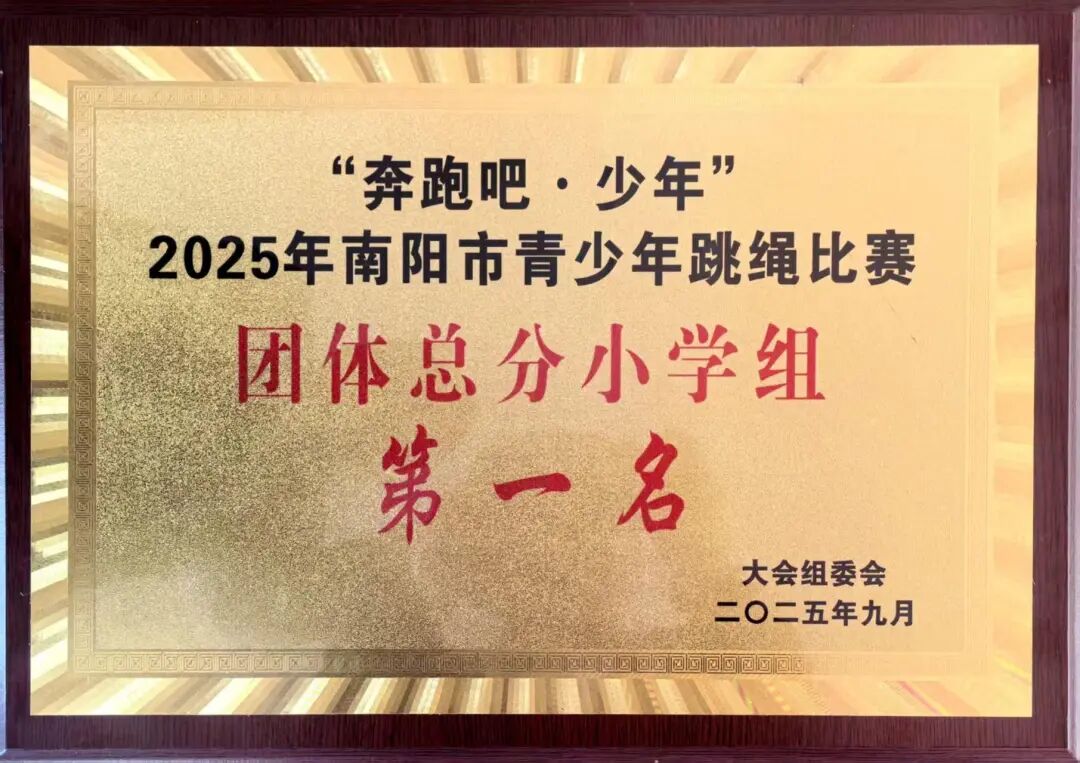 “奔跑吧·少年”
2025年南阳市青少年跳绳比赛
团体总分小学组
第一名
大会组委会
二〇二五年九月